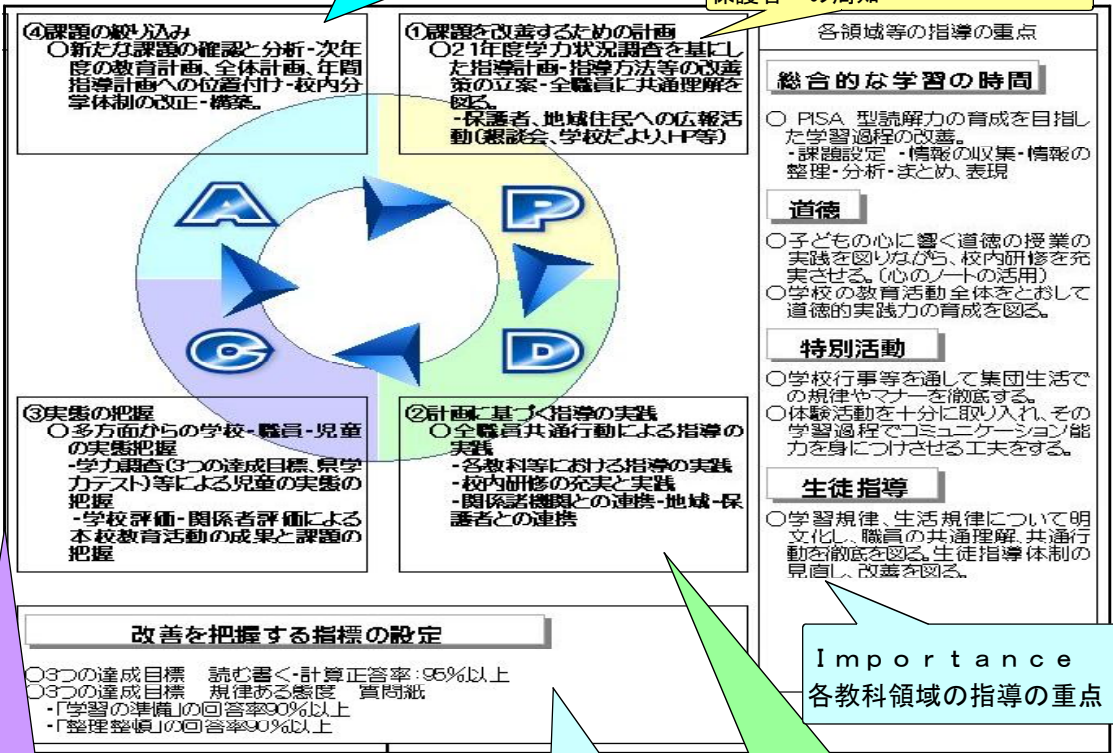 保護者への周知
④課題の絞り込み
○新たな課題の確認と分析・次年
度の教育計画、全体計画、年間
指導計画への位置付け・校内分
掌体制の改正・構築。
①課題を改善するための計画
○21年度学力状況調査を基にし
た指導計画・指導方法等の改善
策の立案・全職員に共通理解を
図る。
・保護者、地域住民への広報活
動(懇談会、学校だより、HP等)
A
P
C
D
③実態の把握
○多方面からの学校・職員・児童
の実態把握
・学力調査(3つの達成目標、県学
力テスト)等による児童の実態の
把握
・学校評価・関係者評価による
本校教育活動の成果と課題の
把握
②計画に基づく指導の実践
○全職員共通行動による指導の
実践
・各教科等における指導の実践
・校内研修の充実と実践
・関係諸機関との連携・地域・保
護者との連携
各領域等の指導の重点
総合的な学習の時間
○ PISA 型読解力の育成を目指し
た学習過程の改善。
・課題設定 ・情報の収集・情報の
整理・分析・まとめ、表現
道徳
○子どもの心に響く道徳の授業の
実践を図りながら、校内研修を充
実させる。(心のノートの活用)
○学校の教育活動全体をとおして
道徳的実践力の育成を図る。
特別活動
○学校行事等を通して集団生活で
の規律やマナーを徹底する。
○体験活動を十分に取り入れ、その
学習過程でコミュニケーション能
力を身につけさせる工夫をする。
生徒指導
○学習規律、生活規律について明
文化し、職員の共通理解、共通行
動を徹底を図る。生徒指導体制の
見直し、改善を図る。
改善を把握する指標の設定
○3つの達成目標 読む書く・計算正答率:95%以上
○3つの達成目標 規律ある態度 質問紙
・「学習の準備」の回答率90%以上
・「整理整頓」の回答率90%以上
Importance
各教科領域の指導の重点